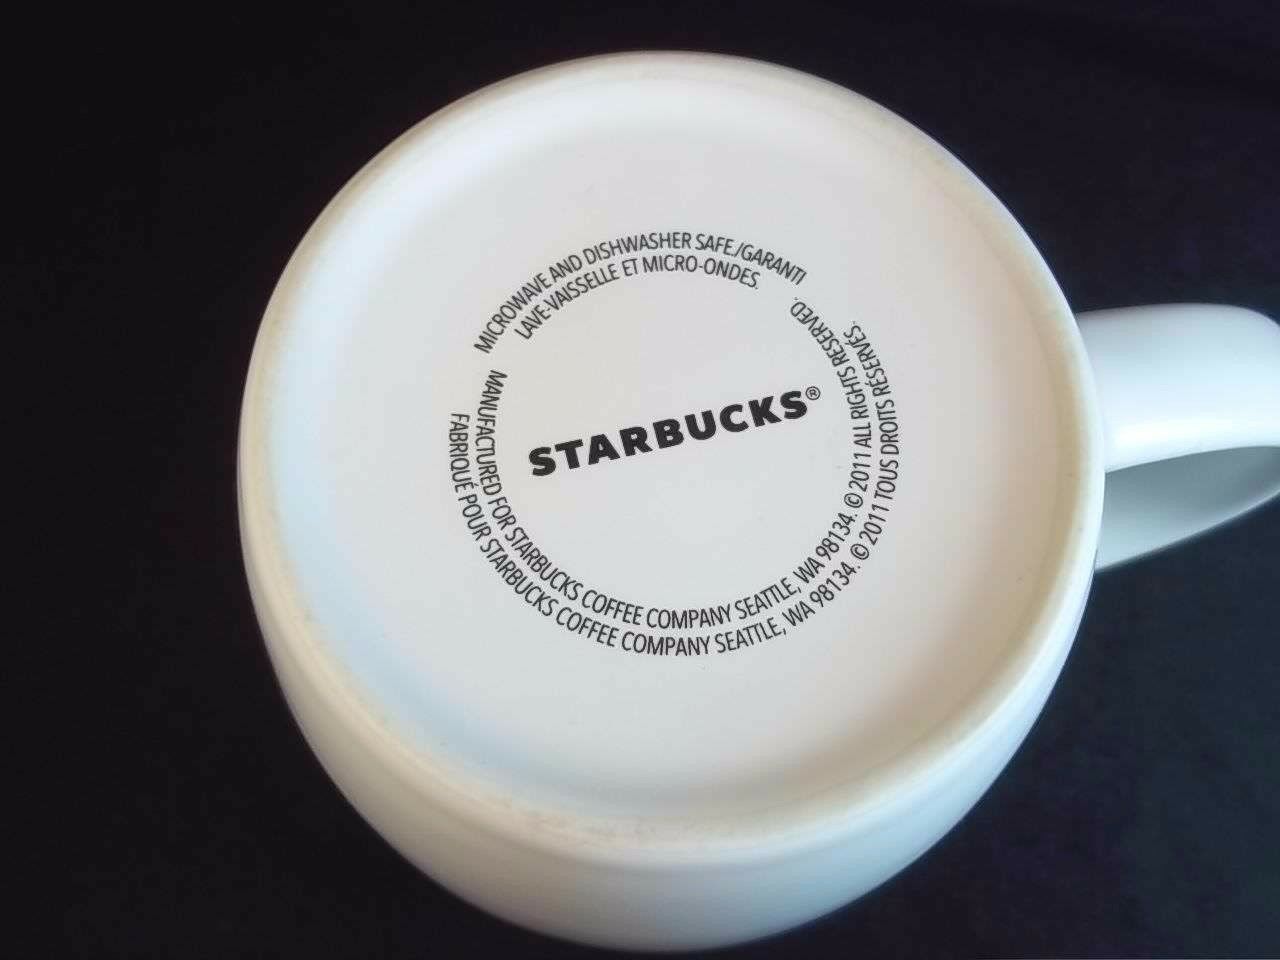 MICROWAVE AND DISHWASHER SAFE./GARANTI
LAVE-VAISSELLE ET MICRO-ONDES.
STARBUCKS®
MANUFACTURED FOR STARBUCKS COFFEE COMPANY SEATTLE, WA 98134. © 2011 ALL RIGHTS RESERVED.
FABRIQUÉ POUR STARBUCKS COFFEE COMPANY SEATTLE, WA 98134. © 2011 TOUS DROITS RÉSERVÉS.